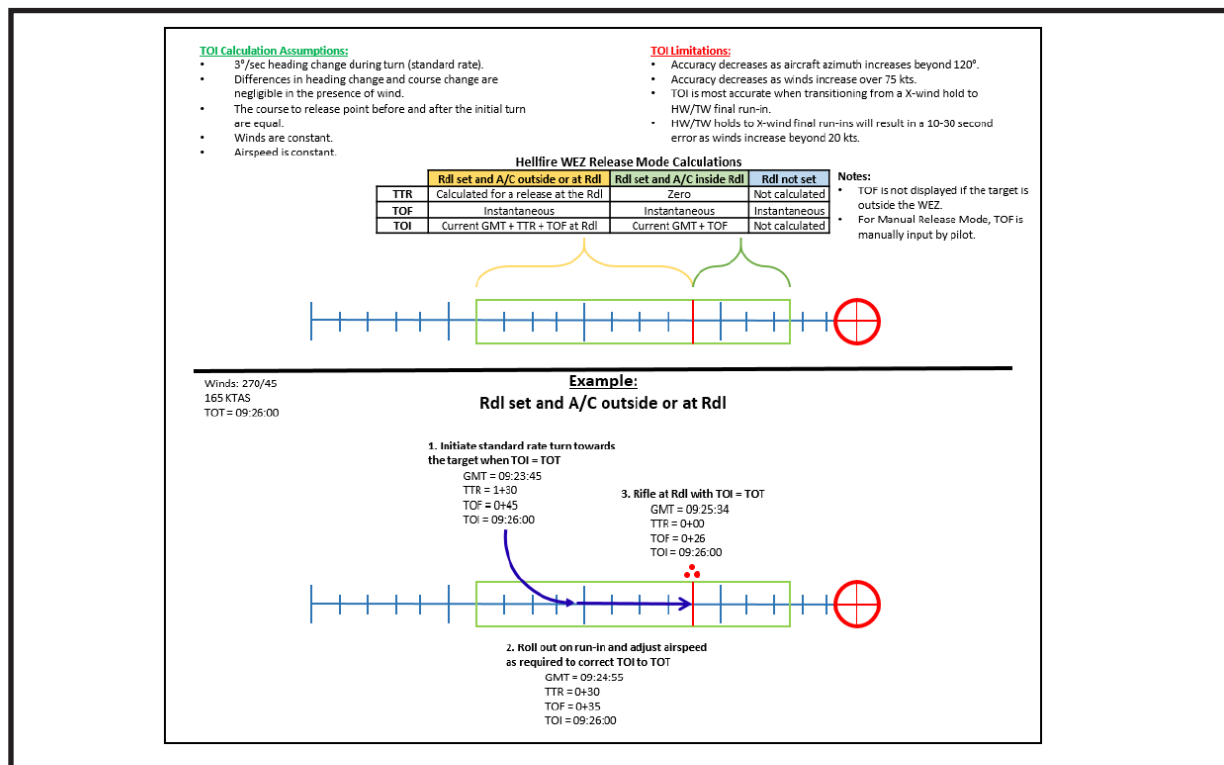 TOI Calculation Assumptions:
• 3°/sec heading change during turn (standard rate).
• Differences in heading change and course change are
negligible in the presence of wind.
• The course to release point before and after the initial turn
are equal.
• Winds are constant.
• Airspeed is constant.
TOI Limitations:
• Accuracy decreases as aircraft azimuth increases beyond 120°.
• Accuracy decreases as winds increase over 75 kts.
• TOI is most accurate when transitioning from a X-wind hold to
HW/TW final run-in.
• HW/TW holds to X-wind final run-ins will result in a 10-30 second
error as winds increase beyond 20 kts.
Hellfire WEZ Release Mode Calculations
Rdl set and A/C outside or at Rdl Rdl set and A/C inside Rdl Rdl not set
TTR Calculated for a release at the Rdl Zero Not calculated
TOF Instantaneous Instantaneous Instantaneous
TOI Current GMT + TTR + TOF at Rdl Current GMT + TOF Not calculated
Notes:
• TOF is not displayed if the target is
outside the WEZ.
• For Manual Release Mode, TOF is
manually input by pilot.
Winds: 270/45
165 KTAS
TOT = 09:26:00
Example:
Rdl set and A/C outside or at Rdl
1. Initiate standard rate turn towards
the target when TOI = TOT
GMT = 09:23:45
TTR = 1+30
TOF = 0+45
TOI = 09:26:00
3. Rifle at Rdl with TOI = TOT
GMT = 09:25:34
TTR = 0+00
TOF = 0+26
TOI = 09:26:00
2. Roll out on run-in and adjust airspeed
as required to correct TOI to TOT
GMT = 09:24:55
TTR = 0+30
TOF = 0+35
TOI = 09:26:00